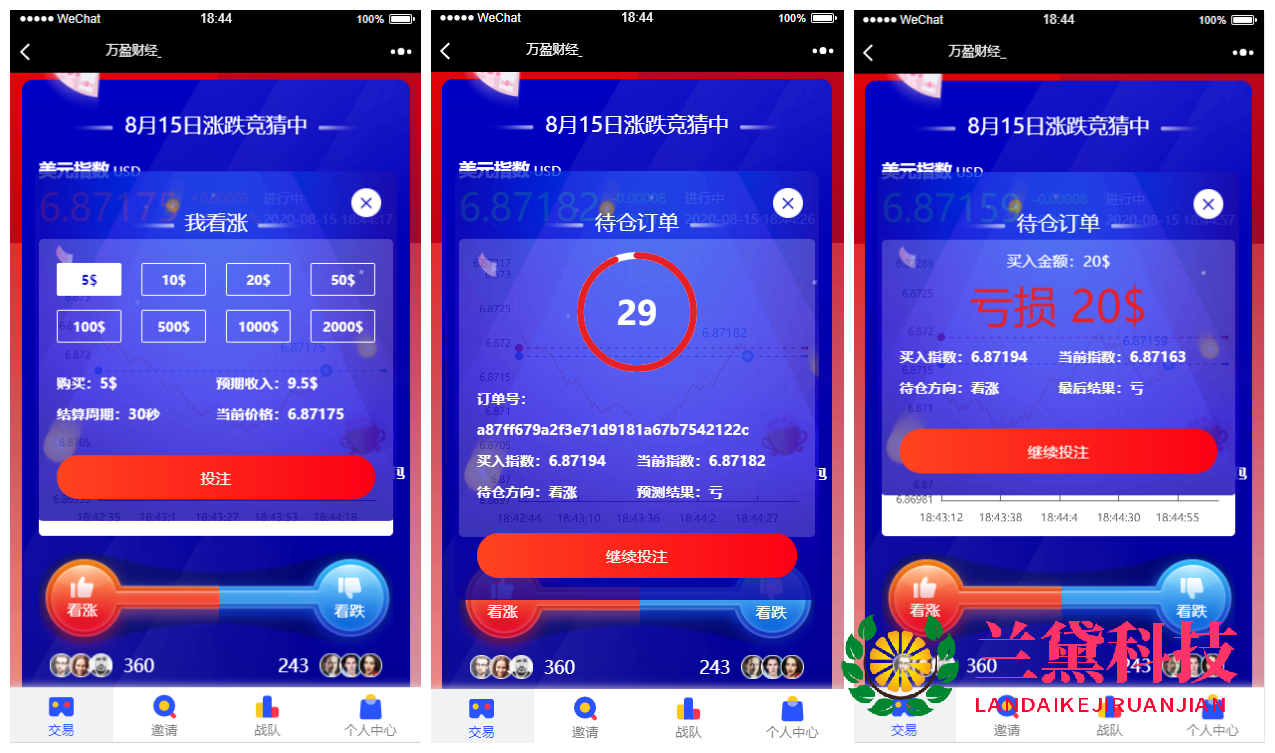 ●●●●● WeChat 18:44 100%
万盈财经_
8月15日涨跌竞猜中
美元指数 USD
6.87175 +0.00005 进行中
2020-08-15 18:44:17
我看涨
5$ 10$ 20$ 50$
100$ 500$ 1000$ 2000$
6.872
6.87175
购买：5$ 预期收入：9.5$
结算周期：30秒 当前价格：6.87175
6.8705
投注
18:42:35 18:43:1 18:43:27 18:43:53 18:44:18
看涨 看跌
360 243
交易 邀请 战队 个人中心
●●●●● WeChat 18:44 100%
万盈财经_
8月15日涨跌竞猜中
美元指数 USD
6.87182 -0.00008 进行中
2020-08-15 18:44:26
待仓订单
6.87317
6.873
29
6.8725
6.87182
6.872
6.8715
订单号：
6.871
a87ff679a2f3e71d9181a67b7542122c
6.8705
买入指数：6.87194 当前指数：6.87182
待仓方向：看涨 预测结果：亏
18:42:44 18:43:10 18:43:36 18:44:2 18:44:27
继续投注
看涨 看跌
360 243
交易 邀请 战队 个人中心
●●●●● WeChat 18:44 100%
万盈财经_
8月15日涨跌竞猜中
美元指数 USD
6.87159 -0.00008 进行中
待仓订单
买入金额：20$
6.8725
亏损 20$
6.872
6.87159
买入指数：6.87194 当前指数：6.87163
6.8715
待仓方向：看涨 最后结果：亏
6.871
继续投注
6.87
6.86981
18:43:12 18:43:38 18:44:4 18:44:30 18:44:55
看涨 看跌
360 243
兰黛科技
LANDAIKEJIRUANJIAN
交易 邀请 战队 个人中心